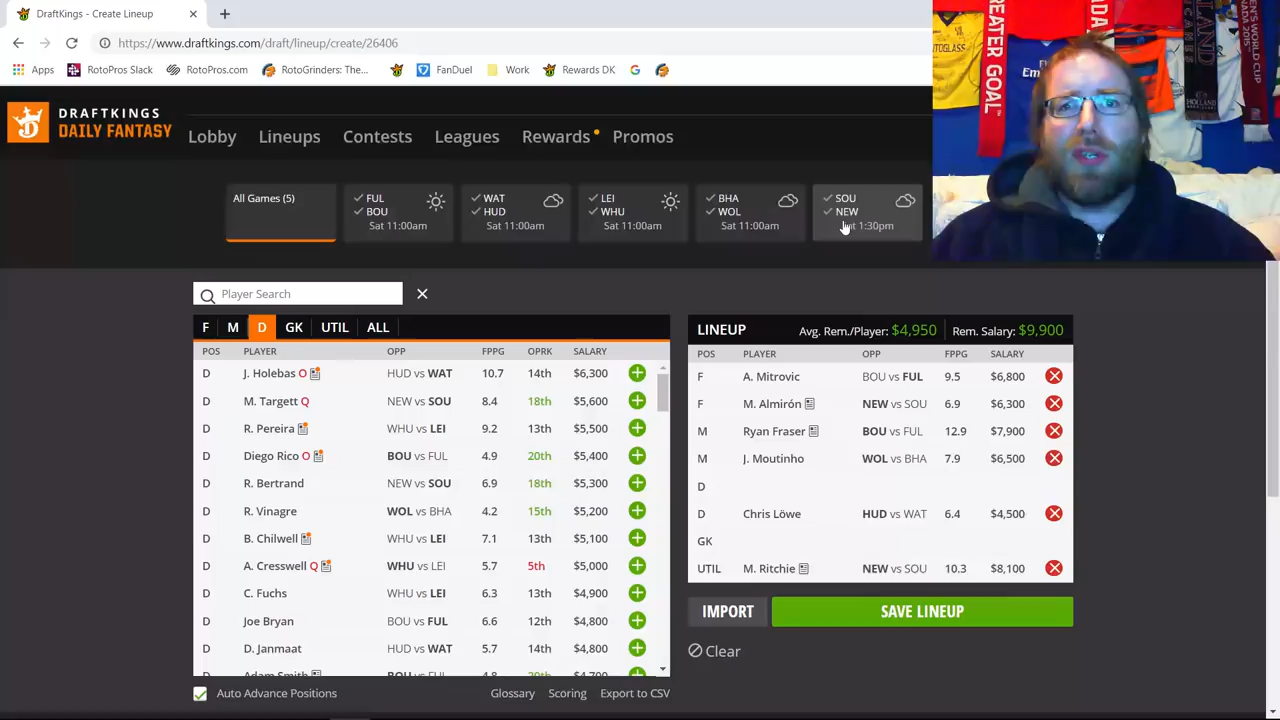 DraftKings - Create Lineup
https://www.draftkings.com/draft/lineup/create/26406
Apps RotoPros Slack RotoPros.com RotoGrinders: The... FanDuel Work Rewards DK
DRAFTKINGS
DAILY FANTASY
Lobby Leagues Lineups Contests Rewards Promos
All Games (5)
FUL
BOU
Sat 11:00am
WAT
HUD
Sat 11:00am
LEI
WHU
Sat 11:00am
BHA
WOL
Sat 11:00am
SOU
NEW
1:30pm
GREATER GOAL
Player Search
F M D GK UTIL ALL
POS PLAYER OPP FPPG OPRK SALARY
D J. Holebas O HUD vs WAT 10.7 14th $6,300
D M. Targett Q NEW vs SOU 8.4 18th $5,600
D R. Pereira WHU vs LEI 9.2 13th $5,500
D Diego Rico O BOU vs FUL 4.9 20th $5,400
D R. Bertrand NEW vs SOU 6.9 18th $5,300
D R. Vinagre WOL vs BHA 4.2 15th $5,200
D B. Chilwell WHU vs LEI 7.1 13th $5,100
D A. Cresswell Q WHU vs LEI 5.7 5th $5,000
D C. Fuchs WHU vs LEI 6.3 13th $4,900
D Joe Bryan BOU vs FUL 6.6 12th $4,800
D D. Janmaat HUD vs WAT 5.7 14th $4,800
D Adam Smith BOU vs FUL 4.8 20th $4,700
Auto Advance Positions Glossary Scoring Export to CSV
LINEUP Avg. Rem./Player: $4,950 Rem. Salary: $9,900
POS PLAYER OPP FPPG SALARY
F A. Mitrovic BOU vs FUL 9.5 $6,800
F M. Almirón NEW vs SOU 6.9 $6,300
M Ryan Fraser BOU vs FUL 12.9 $7,900
M J. Moutinho WOL vs BHA 7.9 $6,500
D
D Chris Löwe HUD vs WAT 6.4 $4,500
GK
UTIL M. Ritchie NEW vs SOU 10.3 $8,100
IMPORT SAVE LINEUP
Clear